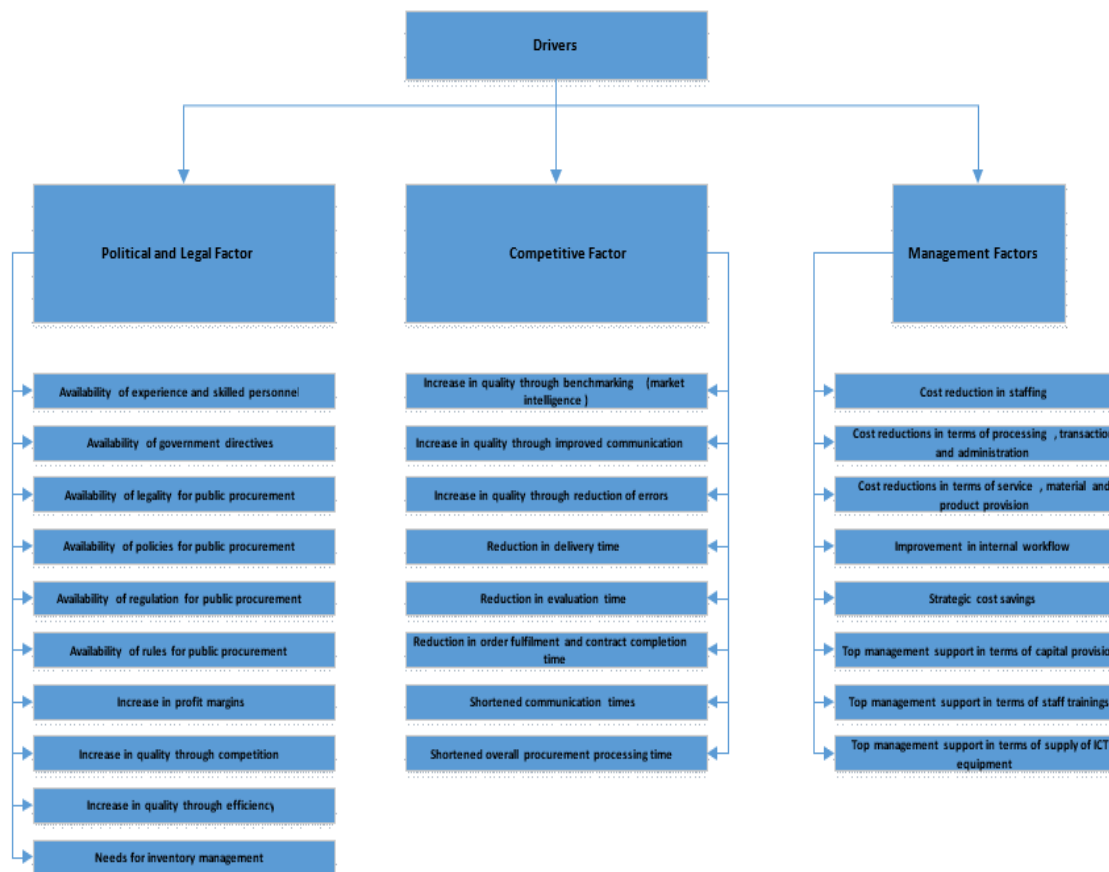 Drivers
Political and Legal Factor
Competitive Factor
Management Factors
Availability of experience and skilled personnel
Availability of government directives
Availability of legality for public procurement
Availability of policies for public procurement
Availability of regulation for public procurement
Availability of rules for public procurement
Increase in profit margins
Increase in quality through competition
Increase in quality through efficiency
Needs for inventory management
Increase in quality through benchmarking (market
intelligence )
Increase in quality through improved communication
Increase in quality through reduction of errors
Reduction in delivery time
Reduction in evaluation time
Reduction in order fulfilment and contract completion
time
Shortened communication times
Shortened overall procurement processing time
Cost reduction in staffing
Cost reductions in terms of processing , transaction
and administration
Cost reductions in terms of service , material and
product provision
Improvement in internal workflow
Strategic cost savings
Top management support in terms of capital provision
Top management support in terms of staff trainings
Top management support in terms of supply of ICT
equipment